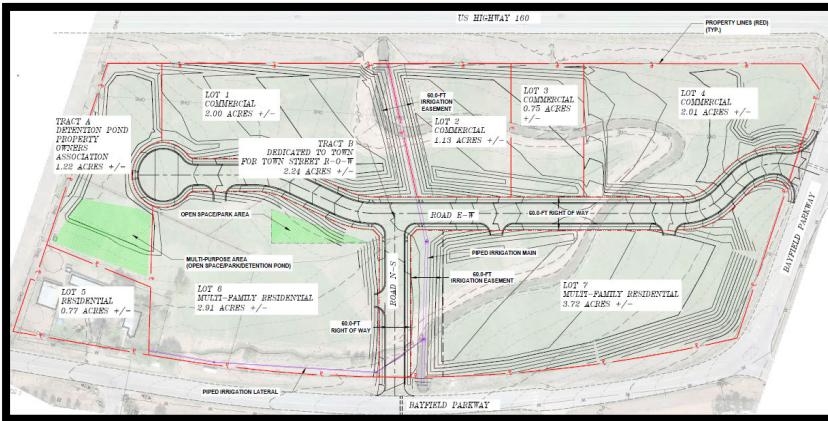 US HIGHWAY 160
PROPERTY LINES (RED)
(TYP.)
LOT 1
COMMERCIAL
2.00 ACRES +/-
60.0-FT
IRRIGATION
EASEMENT
LOT 2
COMMERCIAL
1.13 ACRES +/-
LOT 3
COMMERCIAL
0.75 ACRES
+/-
LOT 4
COMMERCIAL
2.01 ACRES +/-
TRACT A
DETENTION POND
PROPERTY
OWNERS
ASSOCIATION
1.22 ACRES +/-
TRACT B
DEDICATED TO TOWN
FOR TOWN STREET R-O-W
2.24 ACRES +/-
OPEN SPACE/PARK AREA
ROAD E-W
60.0-FT RIGHT OF WAY
BAYFIELD PARKWAY
MULTI-PURPOSE AREA
(OPEN SPACE/PARK/DETENTION POND)
PIPED IRRIGATION MAIN
ROAD N-S
60.0-FT
IRRIGATION EASEMENT
LOT 5
RESIDENTIAL
0.77 ACRES +/-
LOT 6
MULTI-FAMILY RESIDENTIAL
2.91 ACRES +/-
LOT 7
MULTI-FAMILY RESIDENTIAL
3.72 ACRES +/-
60.0-FT
RIGHT OF WAY
PIPED IRRIGATION LATERAL
BAYFIELD PARKWAY